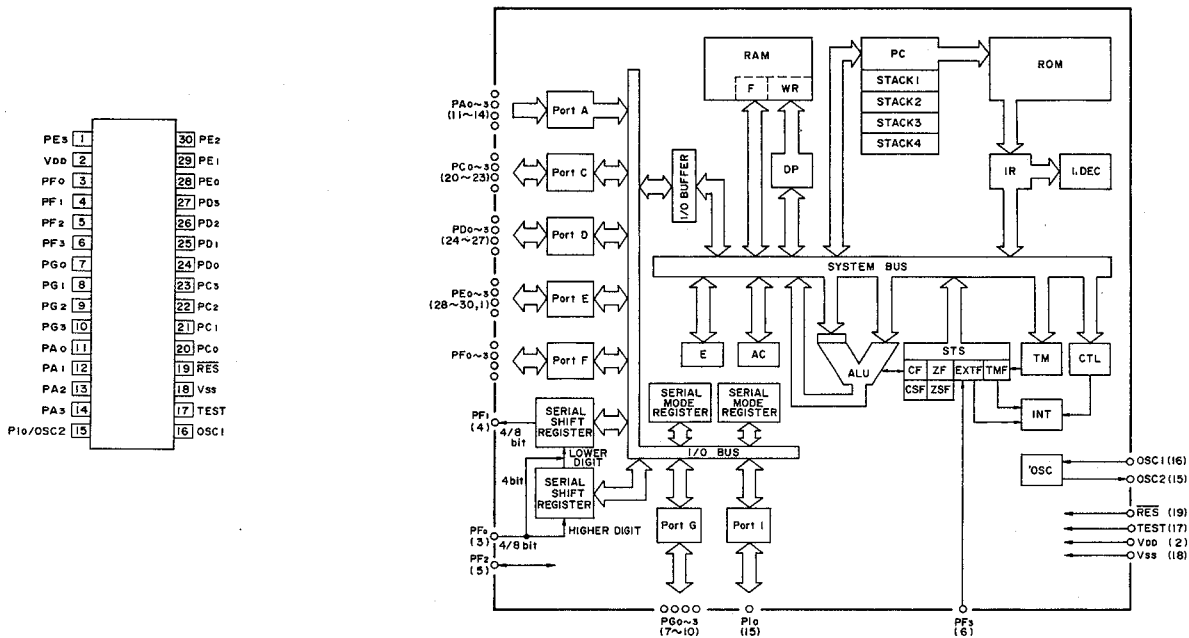 PE3 1
VDD 2
PF0 3
PF1 4
PF2 5
PF3 6
PG0 7
PG1 8
PG2 9
PG3 10
PA0 11
PA1 12
PA2 13
PA3 14
PI0/OSC2 15
30 PE2
29 PE1
28 PE0
27 PD3
26 PD2
25 PD1
24 PD0
23 PC3
22 PC2
21 PC1
20 PC0
19 RES
18 VSS
17 TEST
16 OSC1
PA0~3
(11~14)
Port A
PC0~3
(20~23)
Port C
PD0~3
(24~27)
Port D
PE0~3
(28~30,1)
Port E
PF0~3
Port F
PF1
(4)
4/8
bit
SERIAL
SHIFT
REGISTER
LOWER
DIGIT
4bit
SERIAL
SHIFT
REGISTER
HIGHER DIGIT
PF0
(3)
4/8bit
PF2
(5)
I/O BUFFER
RAM
F
WR
DP
PC
STACK1
STACK2
STACK3
STACK4
ROM
IR
I.DEC
SYSTEM BUS
E
AC
ALU
STS
CF
ZF
EXTF
TMF
CSF
ZSF
TM
CTL
INT
SERIAL
MODE
REGISTER
SERIAL
MODE
REGISTER
I/O BUS
Port G
Port I
PG0~3
(7~10)
PI0
(15)
PF3
(6)
OSC
OSC1(16)
OSC2(15)
RES (19)
TEST(17)
VDD (2)
VSS (18)